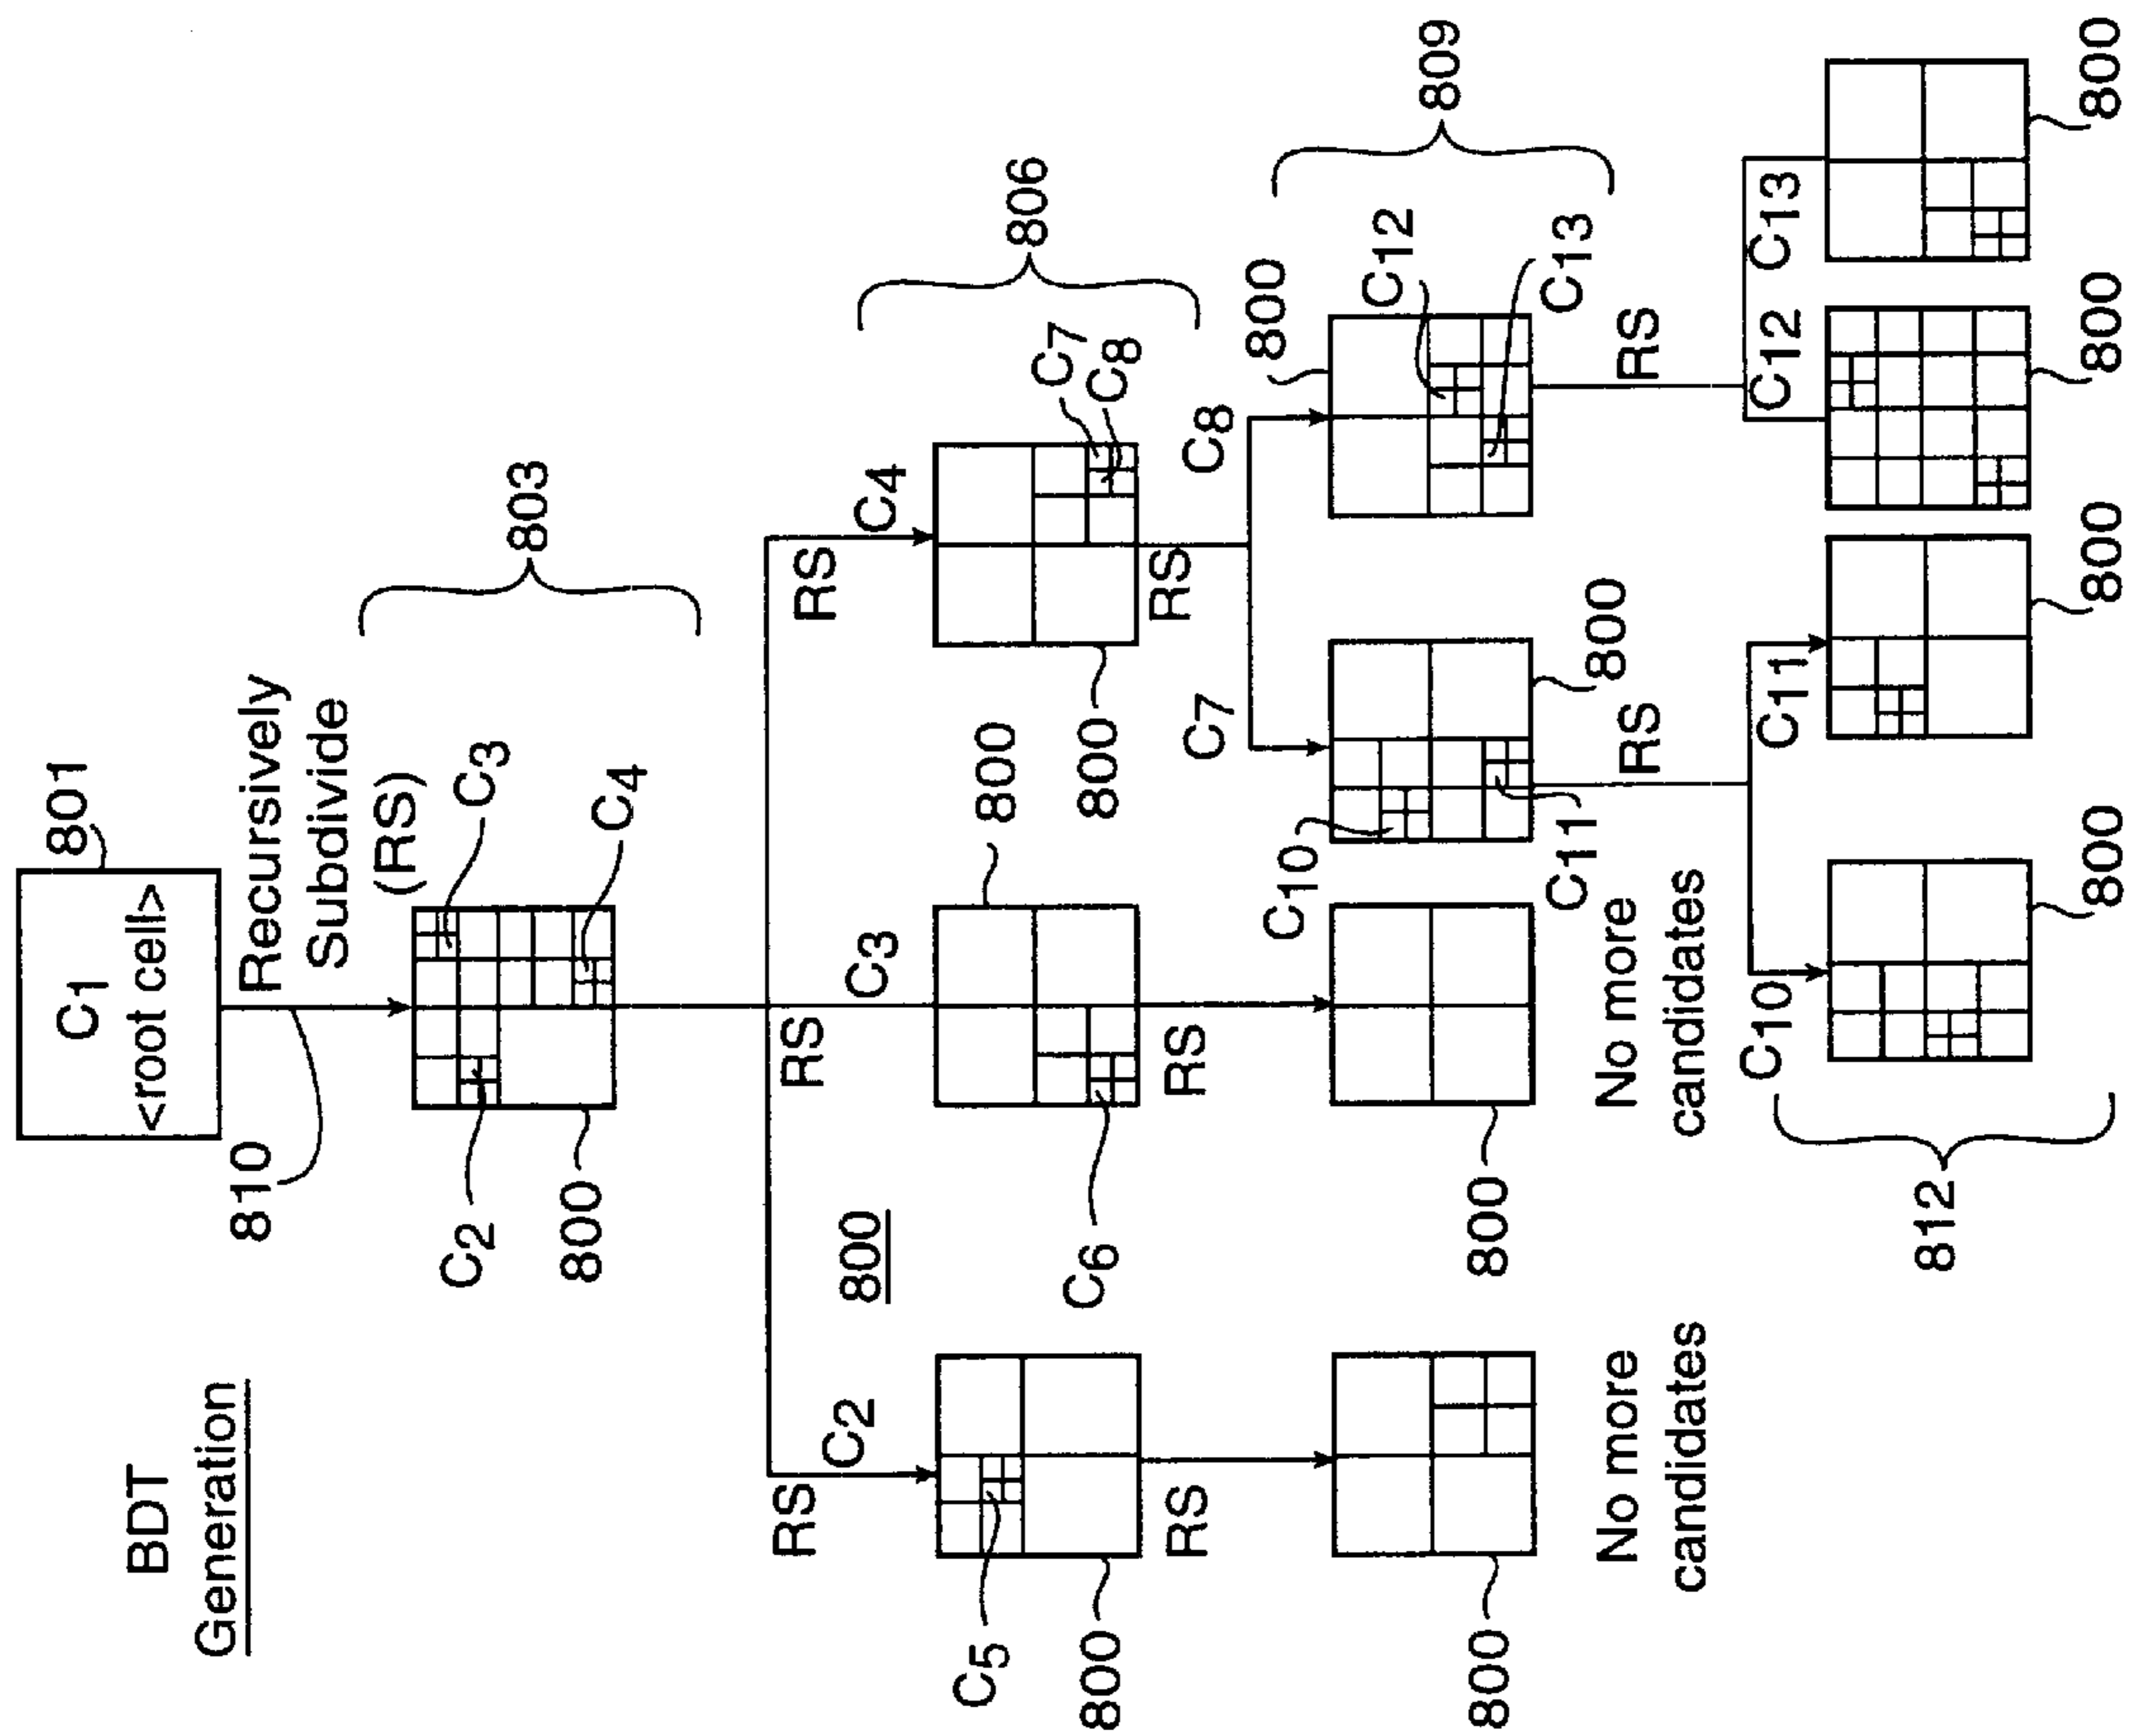 BDT
Generation
C1
<root cell>
801
810
Recursively
Subdivide
(RS)
C2
C3
C4
800
803
RS
C2
RS
C3
RS
C4
800
C5
800
C6
800
C7
C8
800
806
RS
RS
RS
C7
C8
800
No more
candidates
800
No more
candidates
C10
C11
800
C12
C13
800
809
RS
RS
C10
C11
C12
C13
800
800
800
800
812